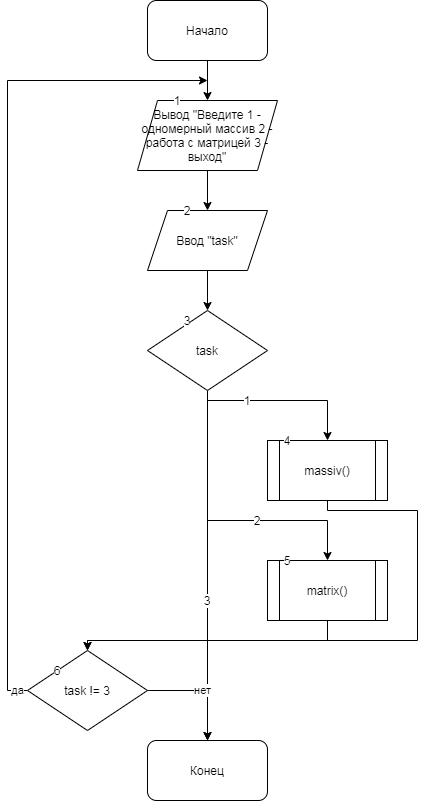 Начало
1
Вывод "Введите 1 -
одномерный массив 2 -
работа с матрицей 3 -
выход"
2
Ввод "task"
3
task
1
4
massiv()
2
5
matrix()
3
6
task != 3
да
нет
Конец